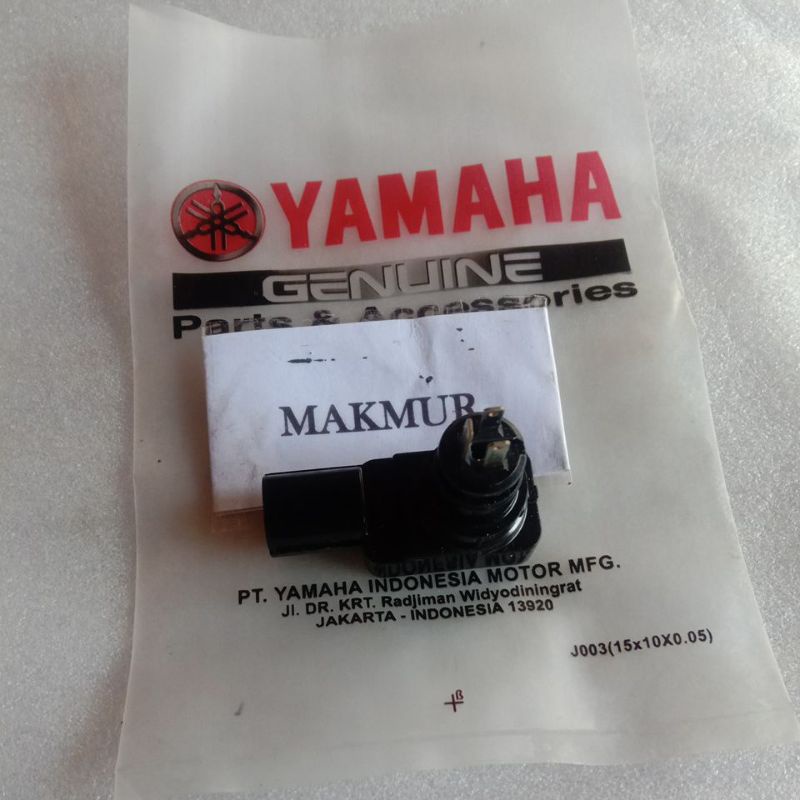 YAMAHA
GENUINE
Parts & Accessories
MAKMUR
PT. YAMAHA INDONESIA MOTOR MFG.
Jl. DR. KRT. Radjiman Widyodiningrat
JAKARTA - INDONESIA 13920
J003(15x10X0.05)